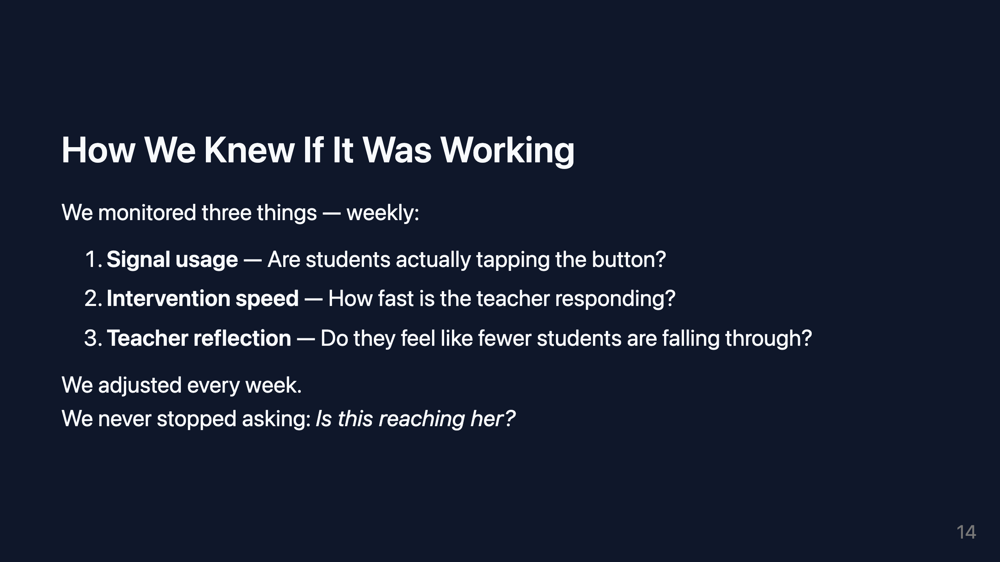 How We Knew If It Was Working
We monitored three things — weekly:
1. Signal usage — Are students actually tapping the button?
2. Intervention speed — How fast is the teacher responding?
3. Teacher reflection — Do they feel like fewer students are falling through?
We adjusted every week.
We never stopped asking: Is this reaching her?
14